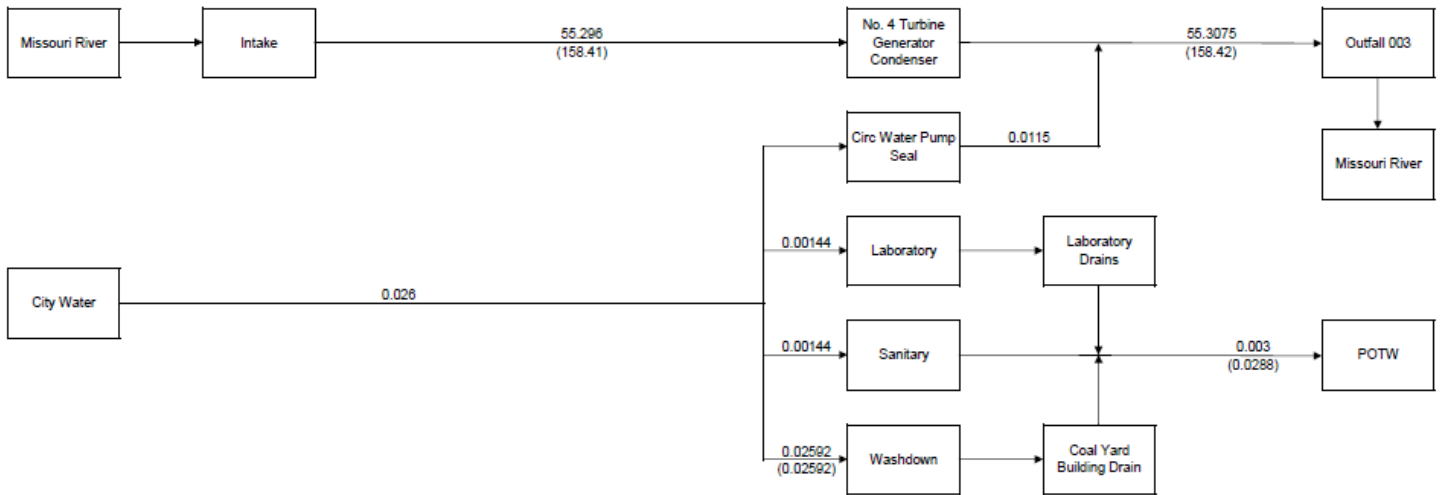 Missouri River
Intake
55.296
(158.41)
No. 4 Turbine
Generator
Condenser
55.3075
(158.42)
Outfall 003
Circ Water Pump
Seal
0.0115
Missouri River
0.00144
Laboratory
Laboratory
Drains
City Water
0.026
0.00144
Sanitary
0.003
(0.0288)
POTW
0.02592
(0.02592)
Washdown
Coal Yard
Building Drain